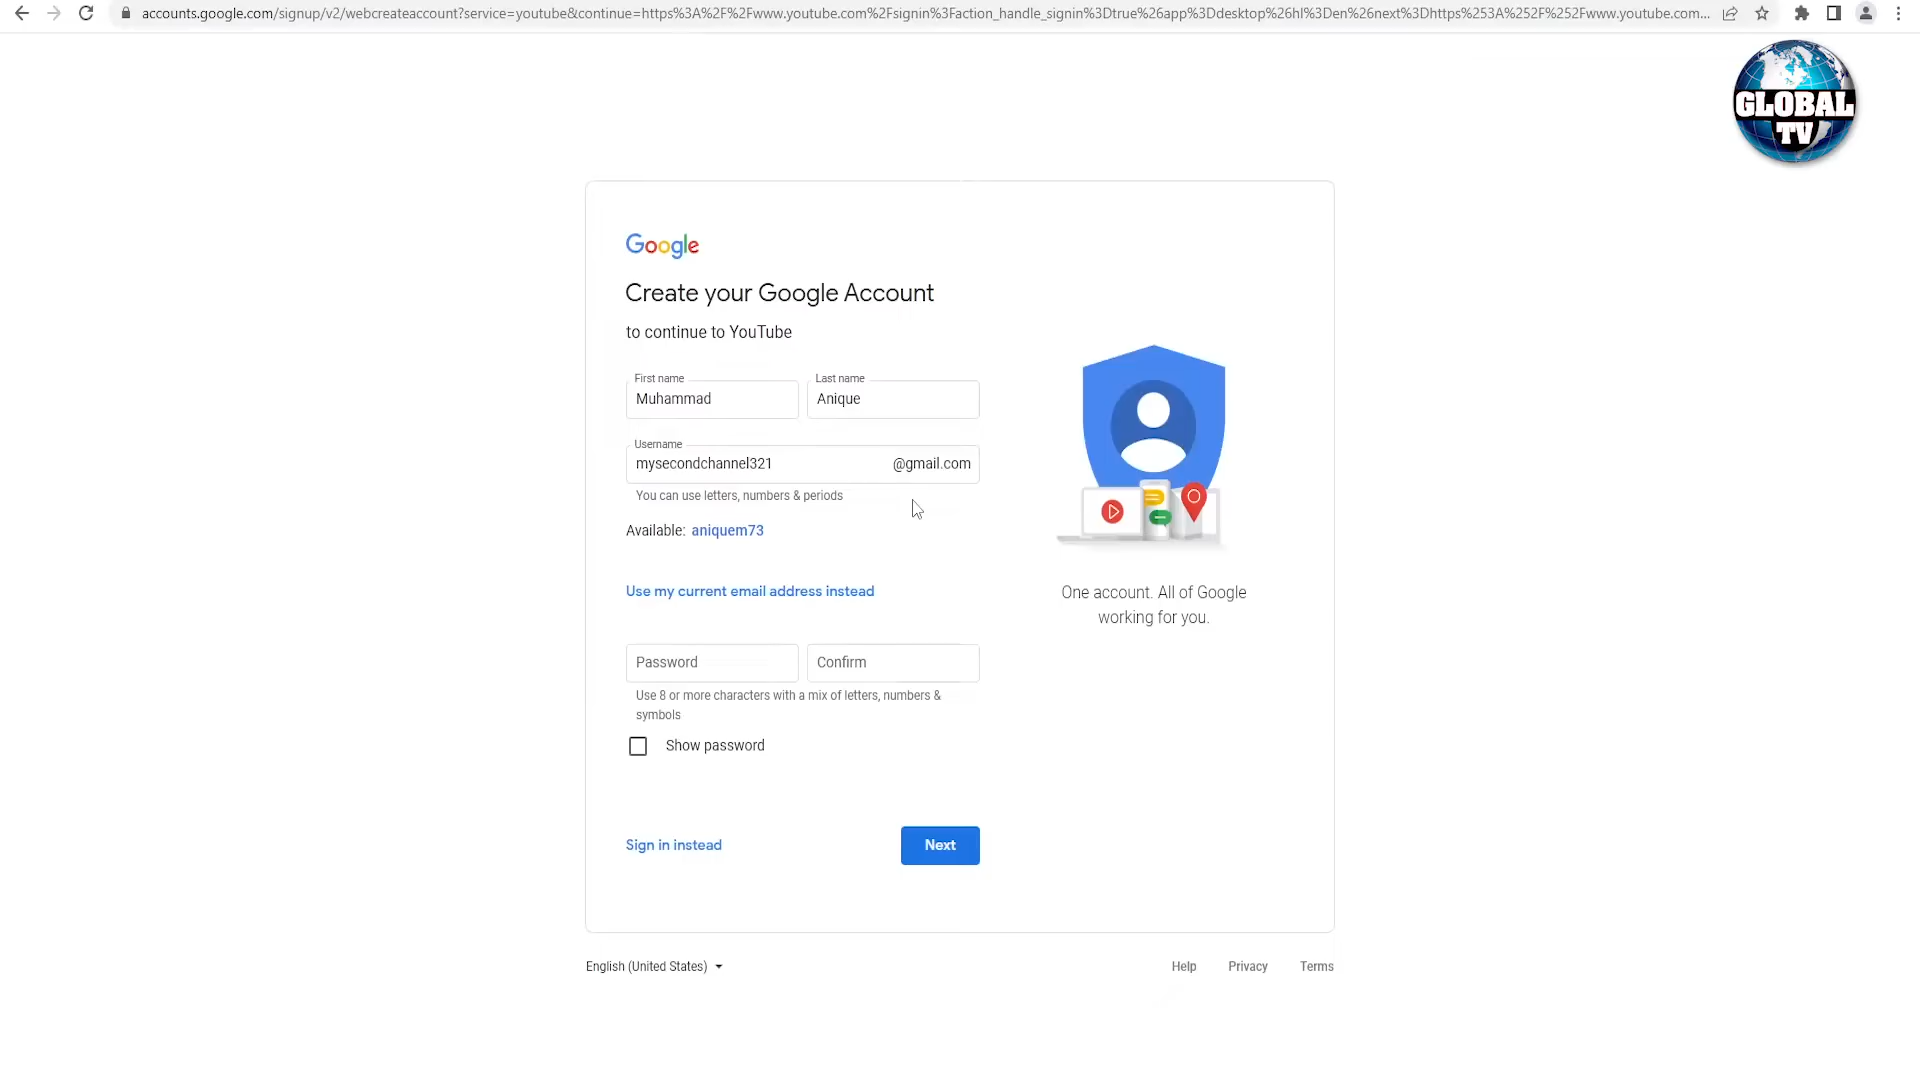 accounts.google.com/signup/v2/webcreateaccount?service=youtube&continue=https%3A%2F%2Fwww.youtube.com%2Fsignin%3Faction_handle_signin%3Dtrue%26app%3Ddesktop%26hl%3Den%26next%3Dhttps%253A%252F%252Fwww.youtube.com...
GLOBAL
TV
Google
Create your Google Account
to continue to YouTube
First name
Last name
Muhammad
Anique
Username
mysecondchannel321
@gmail.com
You can use letters, numbers & periods
Available: aniquem73
Use my current email address instead
One account. All of Google
working for you.
Password
Confirm
Use 8 or more characters with a mix of letters, numbers &
symbols
Show password
Sign in instead
Next
English (United States)
Help
Privacy
Terms